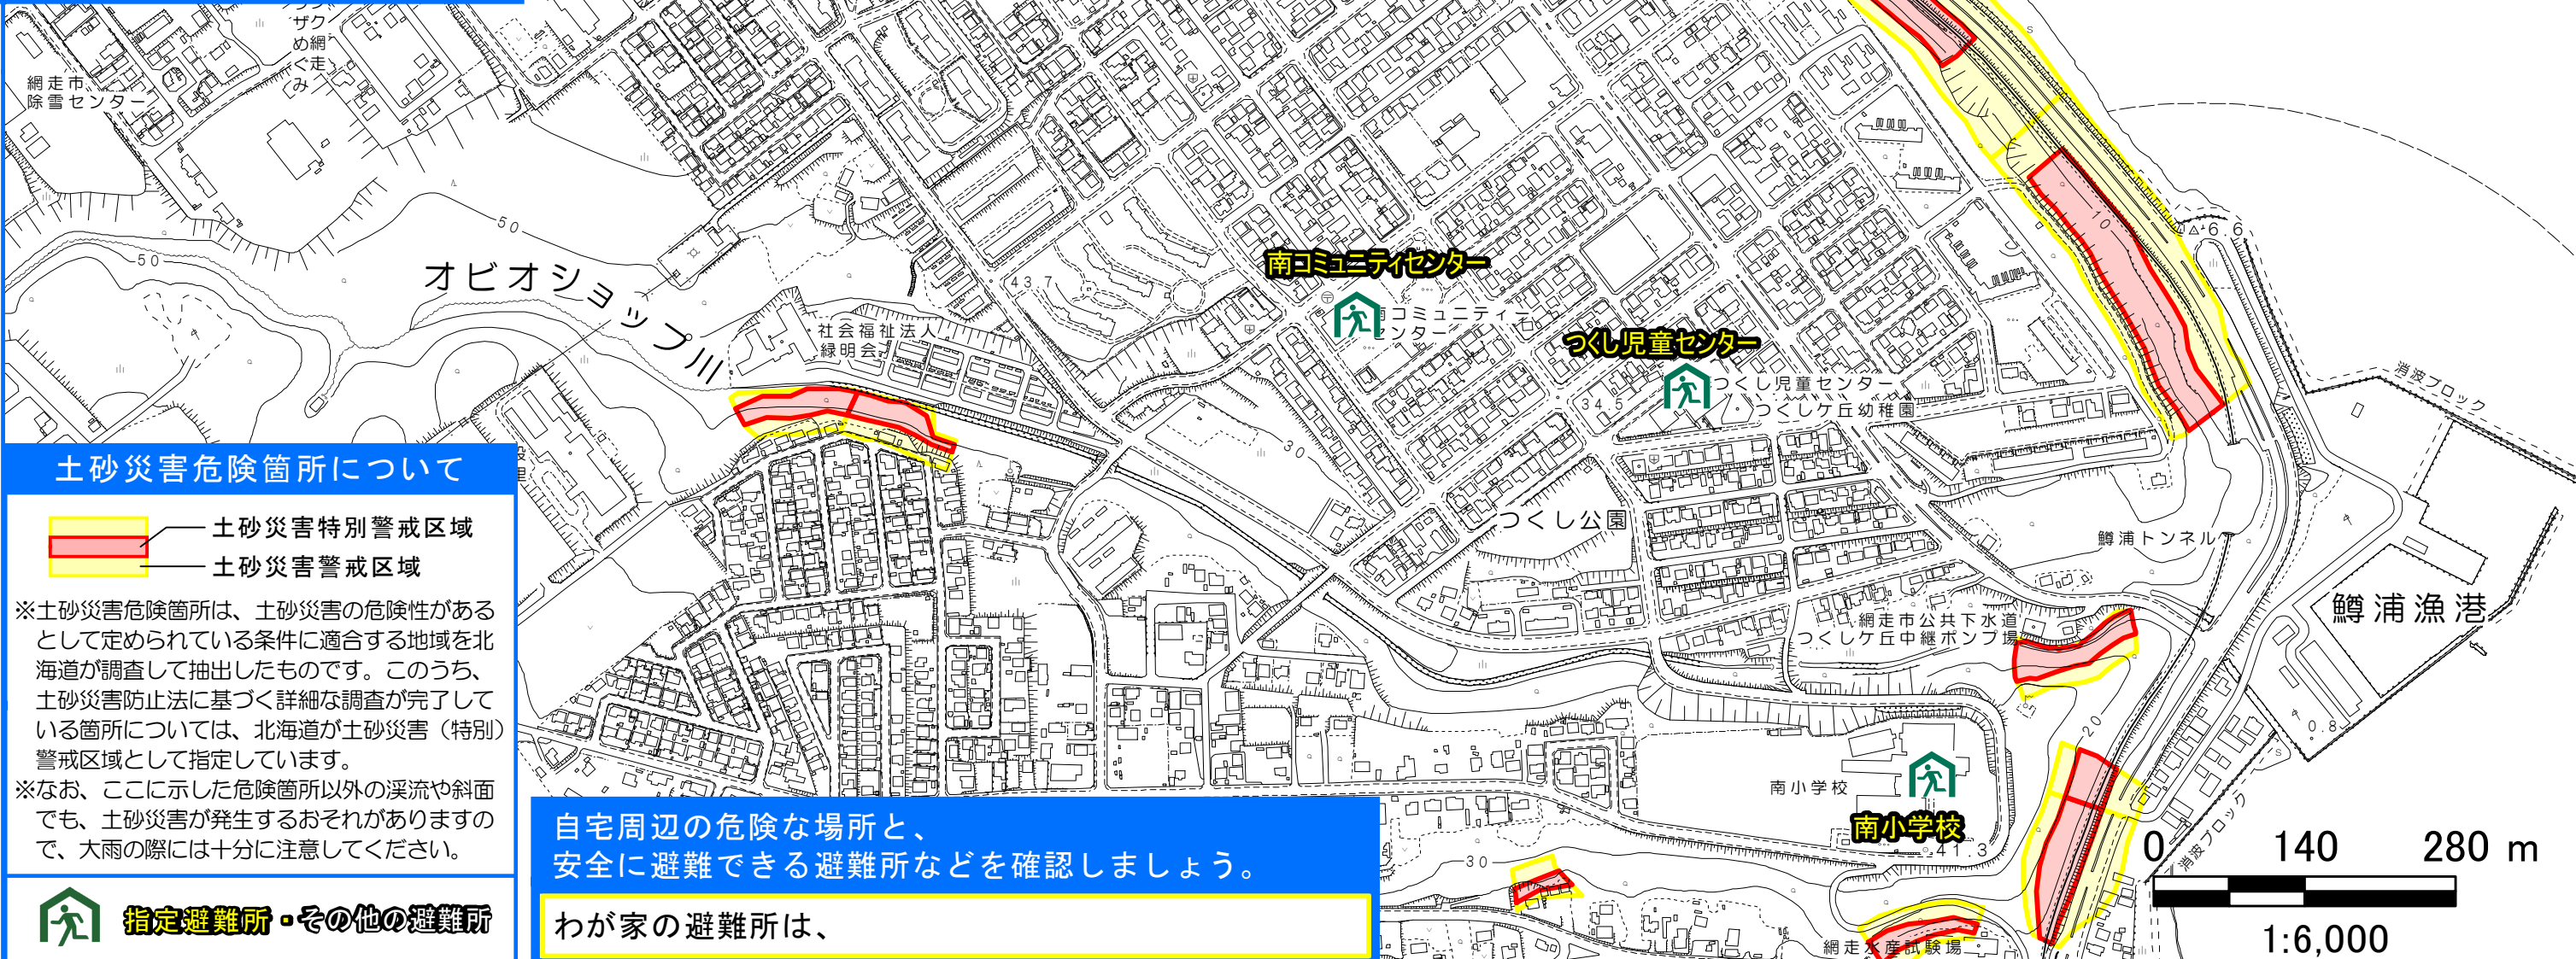 網走市
除雪センター
オビオショップ川
50
50
43.7
社会福祉法人
緑明会
南コミュニティセンター
コミュニティー
ンター
つくし児童センター
つくし児童センター
つくしケ丘幼稚園
34.5
30
つくし公園
10
6.6
消波ブロック
鱒浦トンネル
鱒浦漁港
網走市公共下水道
つくしケ丘中継ポンプ場
20
0.8
南小学校
南小学校
41.3
30
消波ブロック
網走水産試験場
土砂災害危険箇所について
土砂災害特別警戒区域
土砂災害警戒区域
※土砂災害危険箇所は、土砂災害の危険性がある
として定められている条件に適合する地域を北
海道が調査して抽出したものです。このうち、
土砂災害防止法に基づく詳細な調査が完了して
いる箇所については、北海道が土砂災害（特別）
警戒区域として指定しています。
※なお、ここに示した危険箇所以外の渓流や斜面
でも、土砂災害が発生するおそれがありますの
で、大雨の際には十分に注意してください。
指定避難所・その他の避難所
自宅周辺の危険な場所と、
安全に避難できる避難所などを確認しましょう。
わが家の避難所は、
0 140 280 m
1:6,000